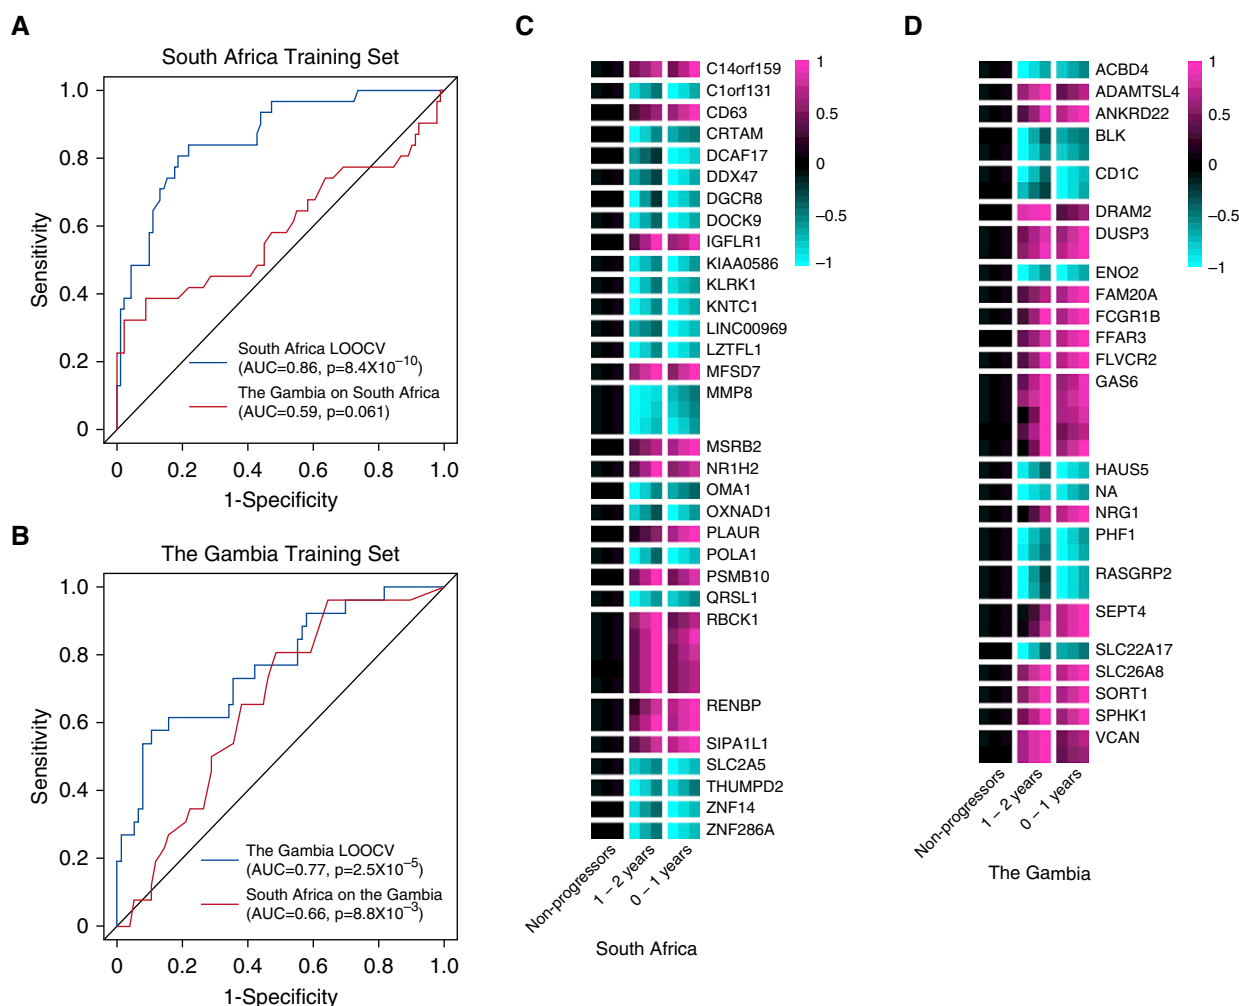 A
South Africa Training Set
1.0
0.8
0.6
0.4
0.2
0
Sensitivity
South Africa LOOCV
(AUC=0.86, p=8.4X10⁻¹⁰)
The Gambia on South Africa
(AUC=0.59, p=0.061)
0 0.2 0.4 0.6 0.8 1.0
1-Specificity
B
The Gambia Training Set
1.0
0.8
0.6
0.4
0.2
0
Sensitivity
The Gambia LOOCV
(AUC=0.77, p=2.5X10⁻⁵)
South Africa on the Gambia
(AUC=0.66, p=8.8X10⁻³)
0 0.2 0.4 0.6 0.8 1.0
1-Specificity
C
C14orf159
C1orf131
CD63
CRTAM
DCAF17
DDX47
DGCR8
DOCK9
IGFLR1
KIAA0586
KLRK1
KNTC1
LINC00969
LZTFL1
MFSD7
MMP8
MSRB2
NR1H2
OMA1
OXNAD1
PLAUR
POLA1
PSMB10
QRSL1
RBCK1
RENBP
SIPA1L1
SLC2A5
THUMPD2
ZNF14
ZNF286A
1
0.5
0
−0.5
−1
Non-progressors
1 – 2 years
0 – 1 years
South Africa
D
ACBD4
ADAMTSL4
ANKRD22
BLK
CD1C
DRAM2
DUSP3
ENO2
FAM20A
FCGR1B
FFAR3
FLVCR2
GAS6
HAUS5
NA
NRG1
PHF1
RASGRP2
SEPT4
SLC22A17
SLC26A8
SORT1
SPHK1
VCAN
1
0.5
0
−0.5
−1
Non-progressors
1 – 2 years
0 – 1 years
The Gambia